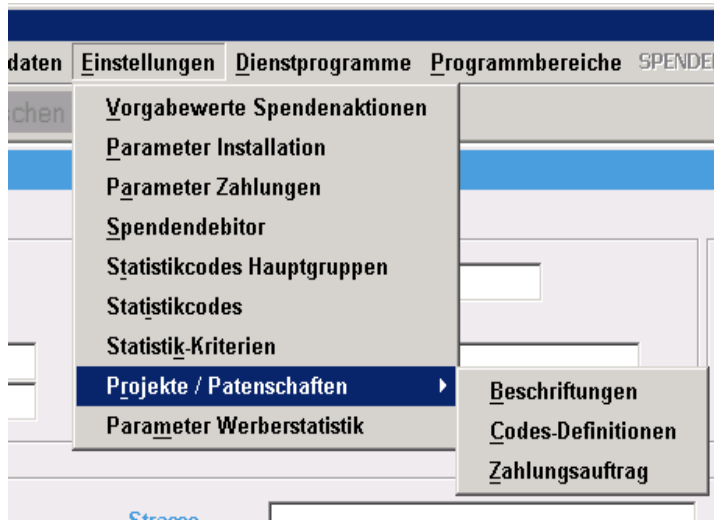 daten Einstellungen Dienstprogramme Programmbereiche SPENDE
schen
Vorgabewerte Spendenaktionen
Parameter Installation
Parameter Zahlungen
Spendendebitor
Statistikcodes Hauptgruppen
Statistikcodes
Statistik-Kriterien
Projekte / Patenschaften
Parameter Werberstatistik
Beschriftungen
Codes-Definitionen
Zahlungsauftrag
Strasse